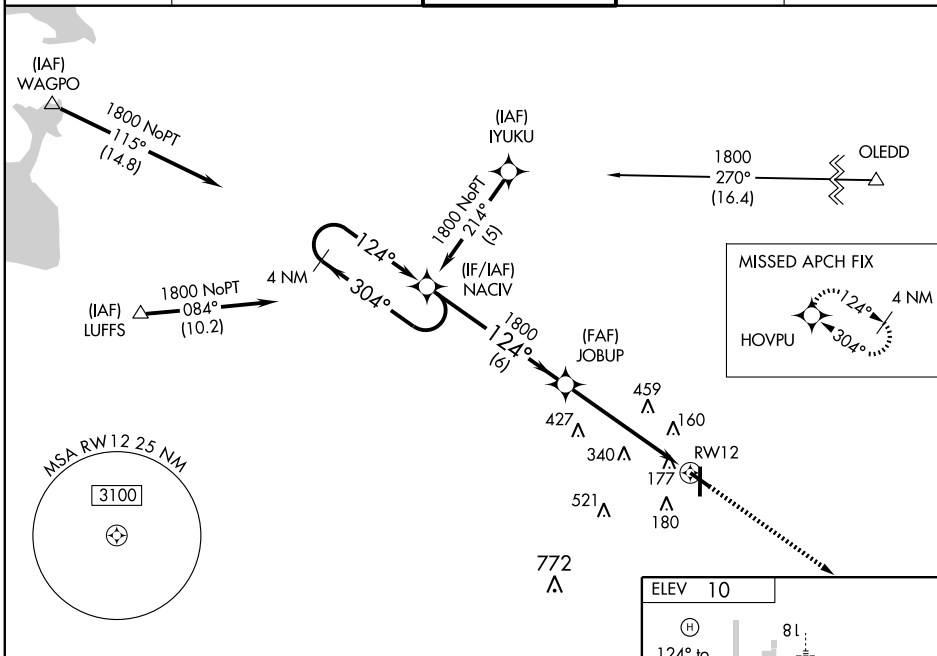 (IAF)
WAGPO
1800 NoPT
115°
(14.8)
(IAF)
IYUKU
1800 NoPT
214°
(5)
OLEDD
1800
270°
(16.4)
124°
4 NM
304°
(IF/IAF)
NACIV
(IAF)
LUFFS
1800 NoPT
084°
(10.2)
1800
124°
(6)
(FAF)
JOBUP
MISSED APCH FIX
124°
4 NM
304°
HOVPU
459
427
160
340
RW12
177
521
180
772
MSA RW12 25 NM
3100
ELEV 10
H
18
124° to